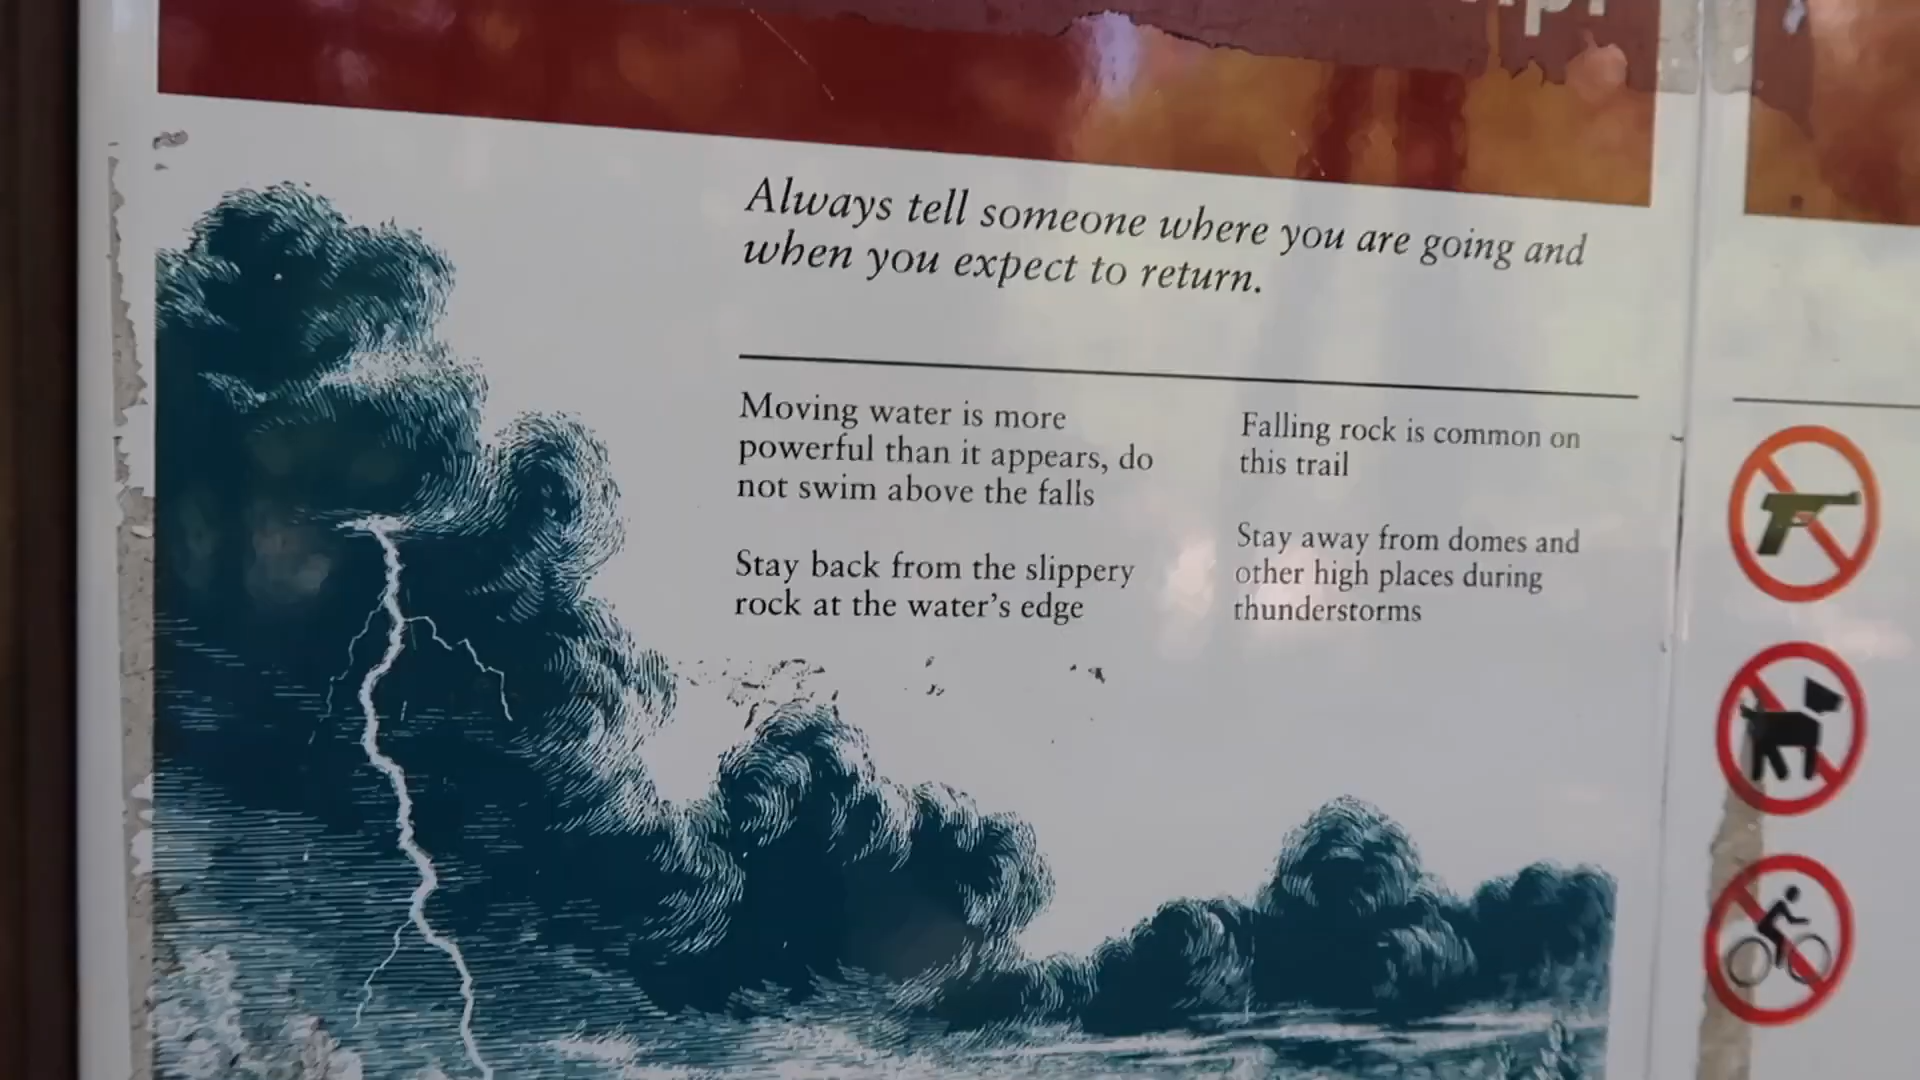 Always tell someone where you are going and
when you expect to return.
Moving water is more
powerful than it appears, do
not swim above the falls
Stay back from the slippery
rock at the water's edge
Falling rock is common on
this trail
Stay away from domes and
other high places during
thunderstorms